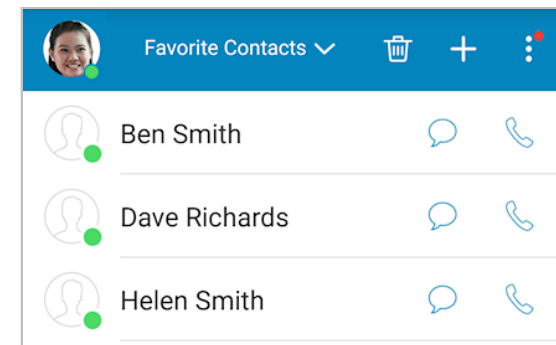 Favorite Contacts
Ben Smith
Dave Richards
Helen Smith